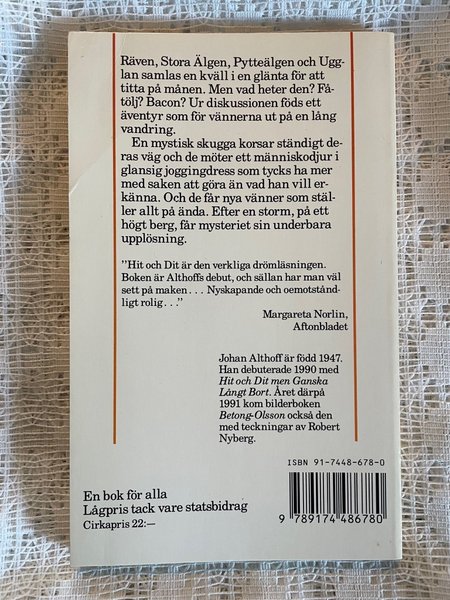 Räven, Stora Älgen, Pytteälgen och Ugg-
lan samlas en kväll i en glänta för att
titta på månen. Men vad heter den? Få-
tölj? Bacon? Ur diskussionen föds ett
äventyr som för vännerna ut på en lång
vandring.
En mystisk skugga korsar ständigt de-
ras väg och de möter ett människodjur i
glansig joggingdress som tycks ha mer
med saken att göra än vad han vill er-
känna. Och de får nya vänner som stäl-
ler allt på ända. Efter en storm, på ett
högt berg, får mysteriet sin underbara
upplösning.
"Hit och Dit är den verkliga drömläsningen.
Boken är Althoffs debut, och sällan har man väl
sett på maken... Nyskapande och oemotstånd-
ligt rolig..."
Margareta Norlin,
Aftonbladet
Johan Althoff är född 1947.
Han debuterade 1990 med
Hit och Dit men Ganska
Långt Bort. Året därpå
1991 kom bilderboken
Betong-Olsson också den
med teckningar av Robert
Nyberg.
ISBN 91-7448-678-0
En bok för alla
Lågpris tack vare statsbidrag
Cirkapris 22:—
9 789174 486780